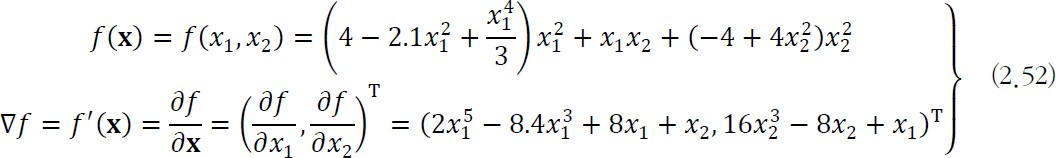 f(𝐱) = f(x₁, x₂) = (4 − 2.1x₁² + x₁⁴/3) x₁² + x₁x₂ + (−4 + 4x₂²)x₂²
(2.52)
∇f = f′(𝐱) = ∂f/∂𝐱 = (∂f/∂x₁, ∂f/∂x₂)ᵀ = (2x₁⁵ − 8.4x₁³ + 8x₁ + x₂, 16x₂³ − 8x₂ + x₁)ᵀ